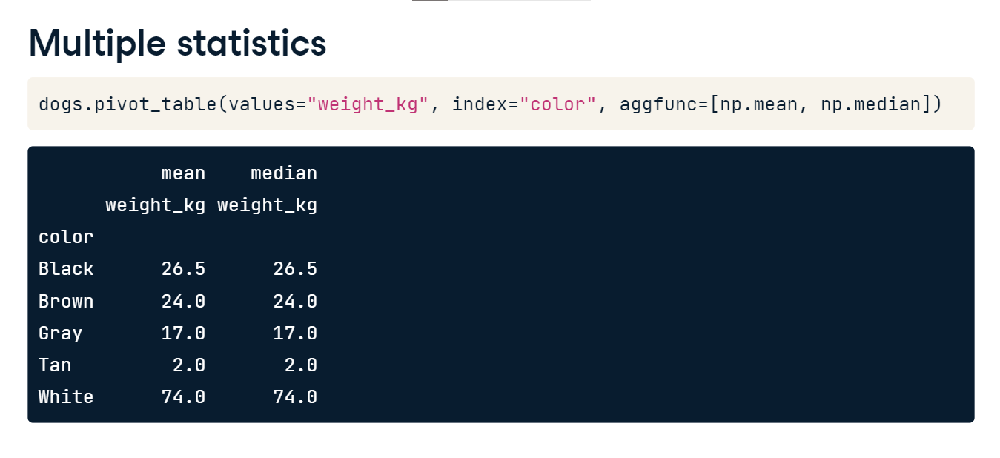 Multiple statistics
dogs.pivot_table(values="weight_kg", index="color", aggfunc=[np.mean, np.median])
mean median
weight_kg weight_kg
color
Black 26.5 26.5
Brown 24.0 24.0
Gray 17.0 17.0
Tan 2.0 2.0
White 74.0 74.0